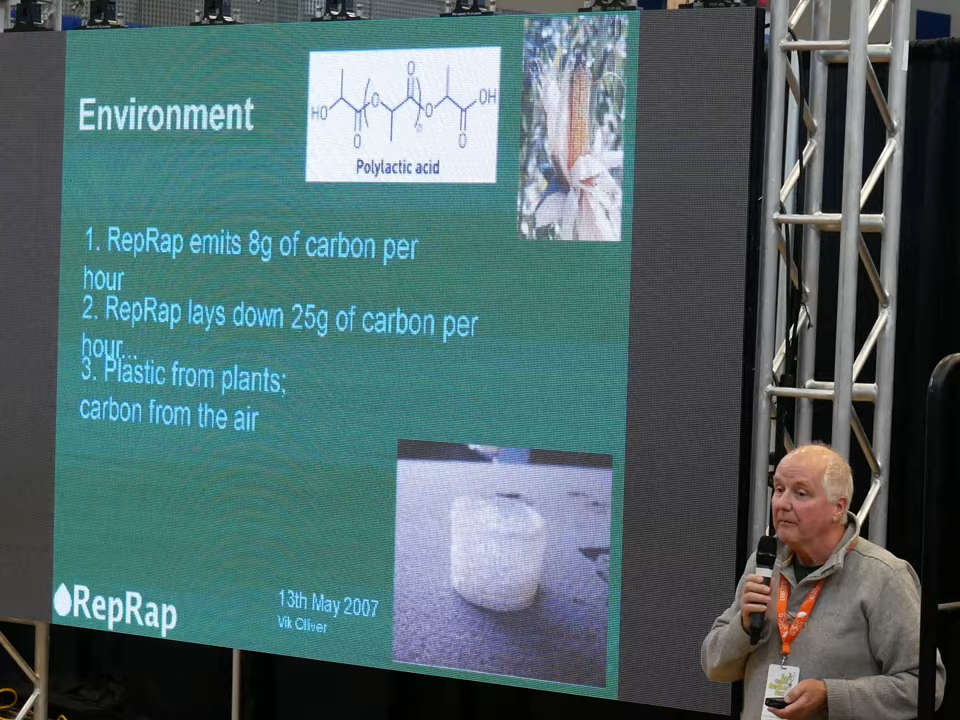 Environment
HO
O
O
O
O
O
OH
Polylactic acid
1. RepRap emits 8g of carbon per
hour
2. RepRap lays down 25g of carbon per
hour...
3. Plastic from plants;
carbon from the air
RepRap
13th May 2007
Vik Olliver